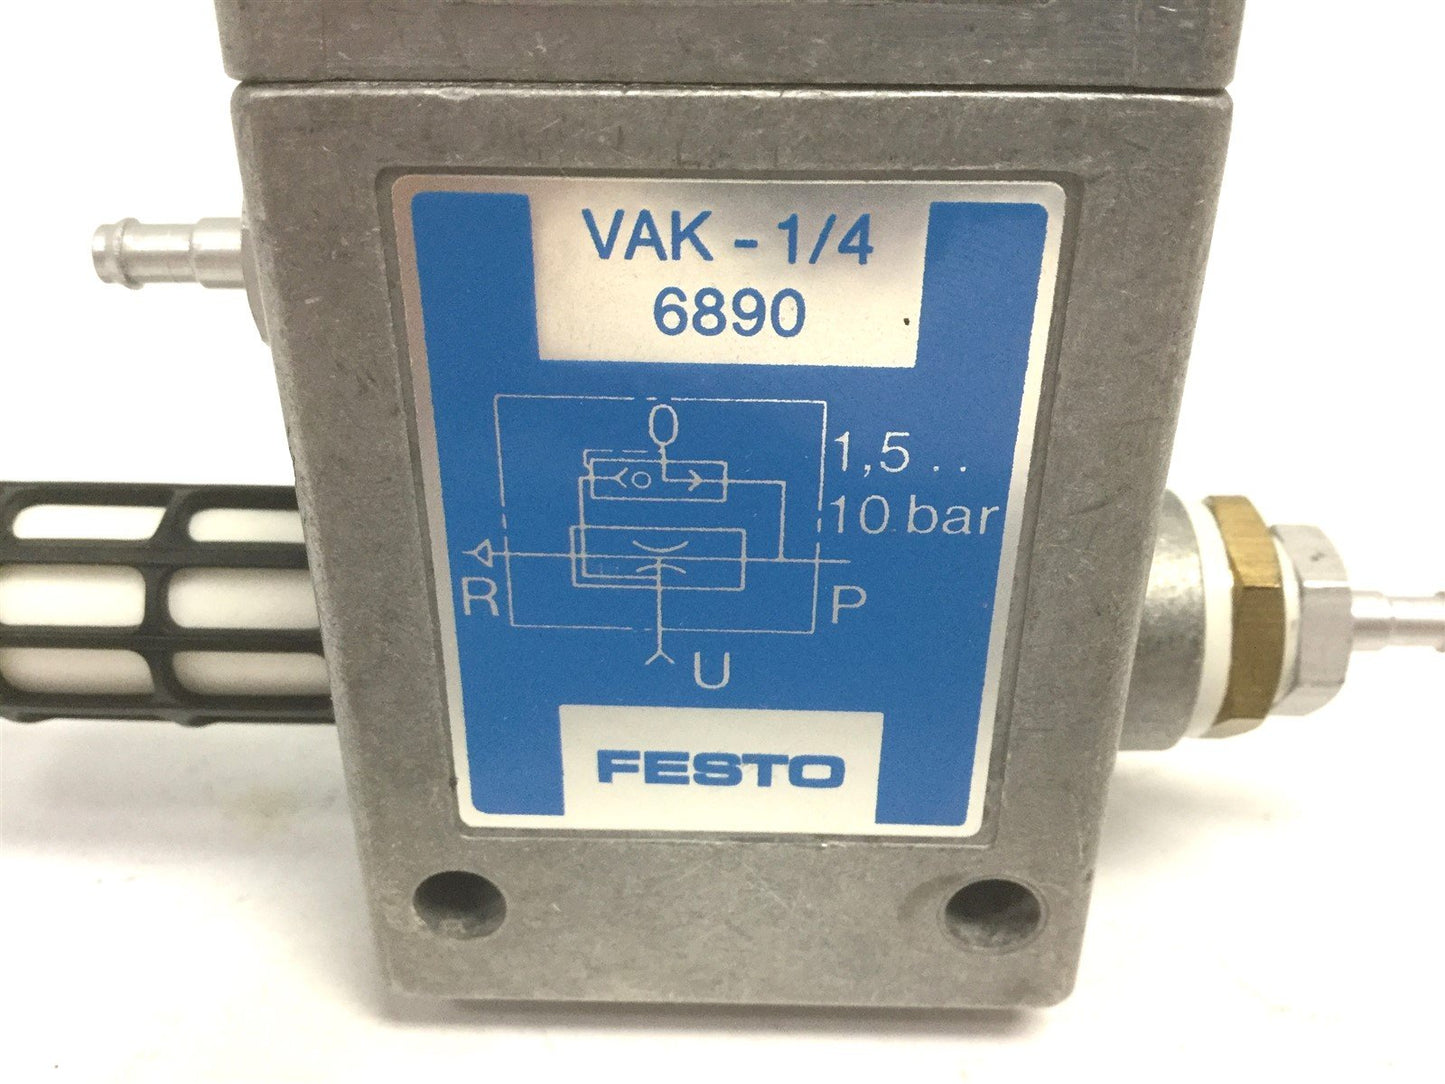 VAK - 1/4
6890
O
1,5 ..
10 bar
R
P
U
FESTO